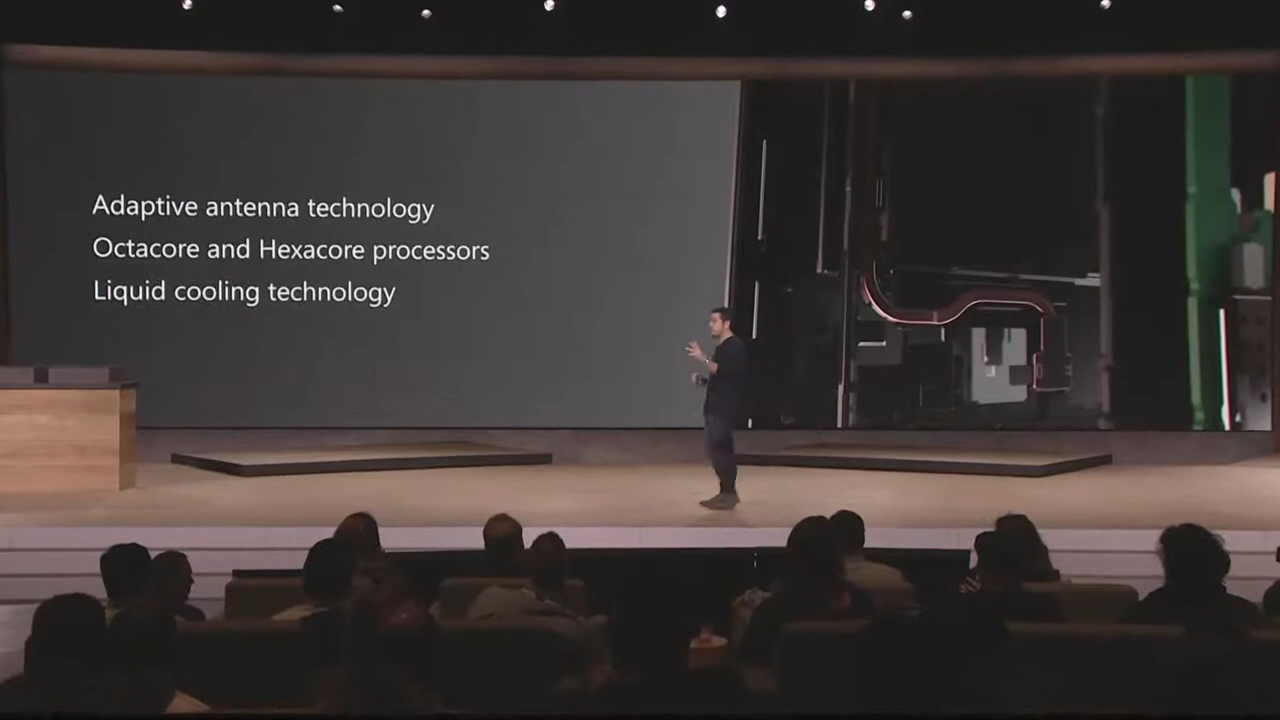 Adaptive antenna technology
Octacore and Hexacore processors
Liquid cooling technology